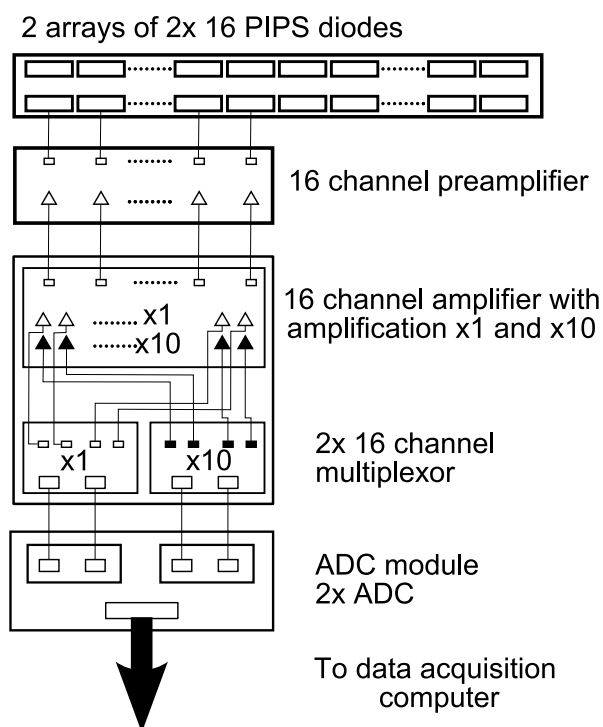 2 arrays of 2x 16 PIPS diodes
16 channel preamplifier
16 channel amplifier with
amplification x1 and x10
x1
x10
x1
x10
2x 16 channel
multiplexor
ADC module
2x ADC
To data acquisition
computer